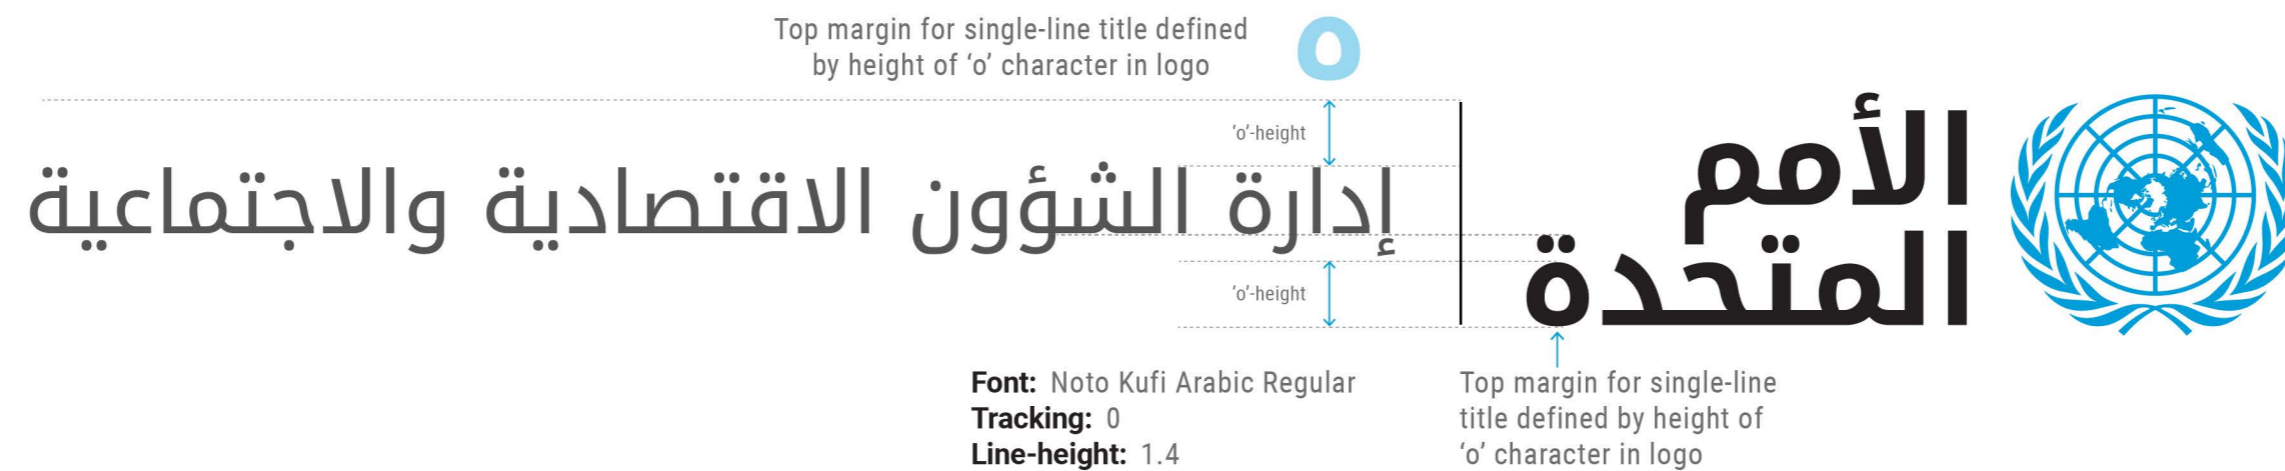 Top margin for single-line title defined
by height of ‘o’ character in logo
o
‘o’-height
الأمم
المتحدة
إدارة الشؤون الاقتصادية والاجتماعية
‘o’-height
Font: Noto Kufi Arabic Regular
Tracking: 0
Line-height: 1.4
Top margin for single-line
title defined by height of
‘o’ character in logo